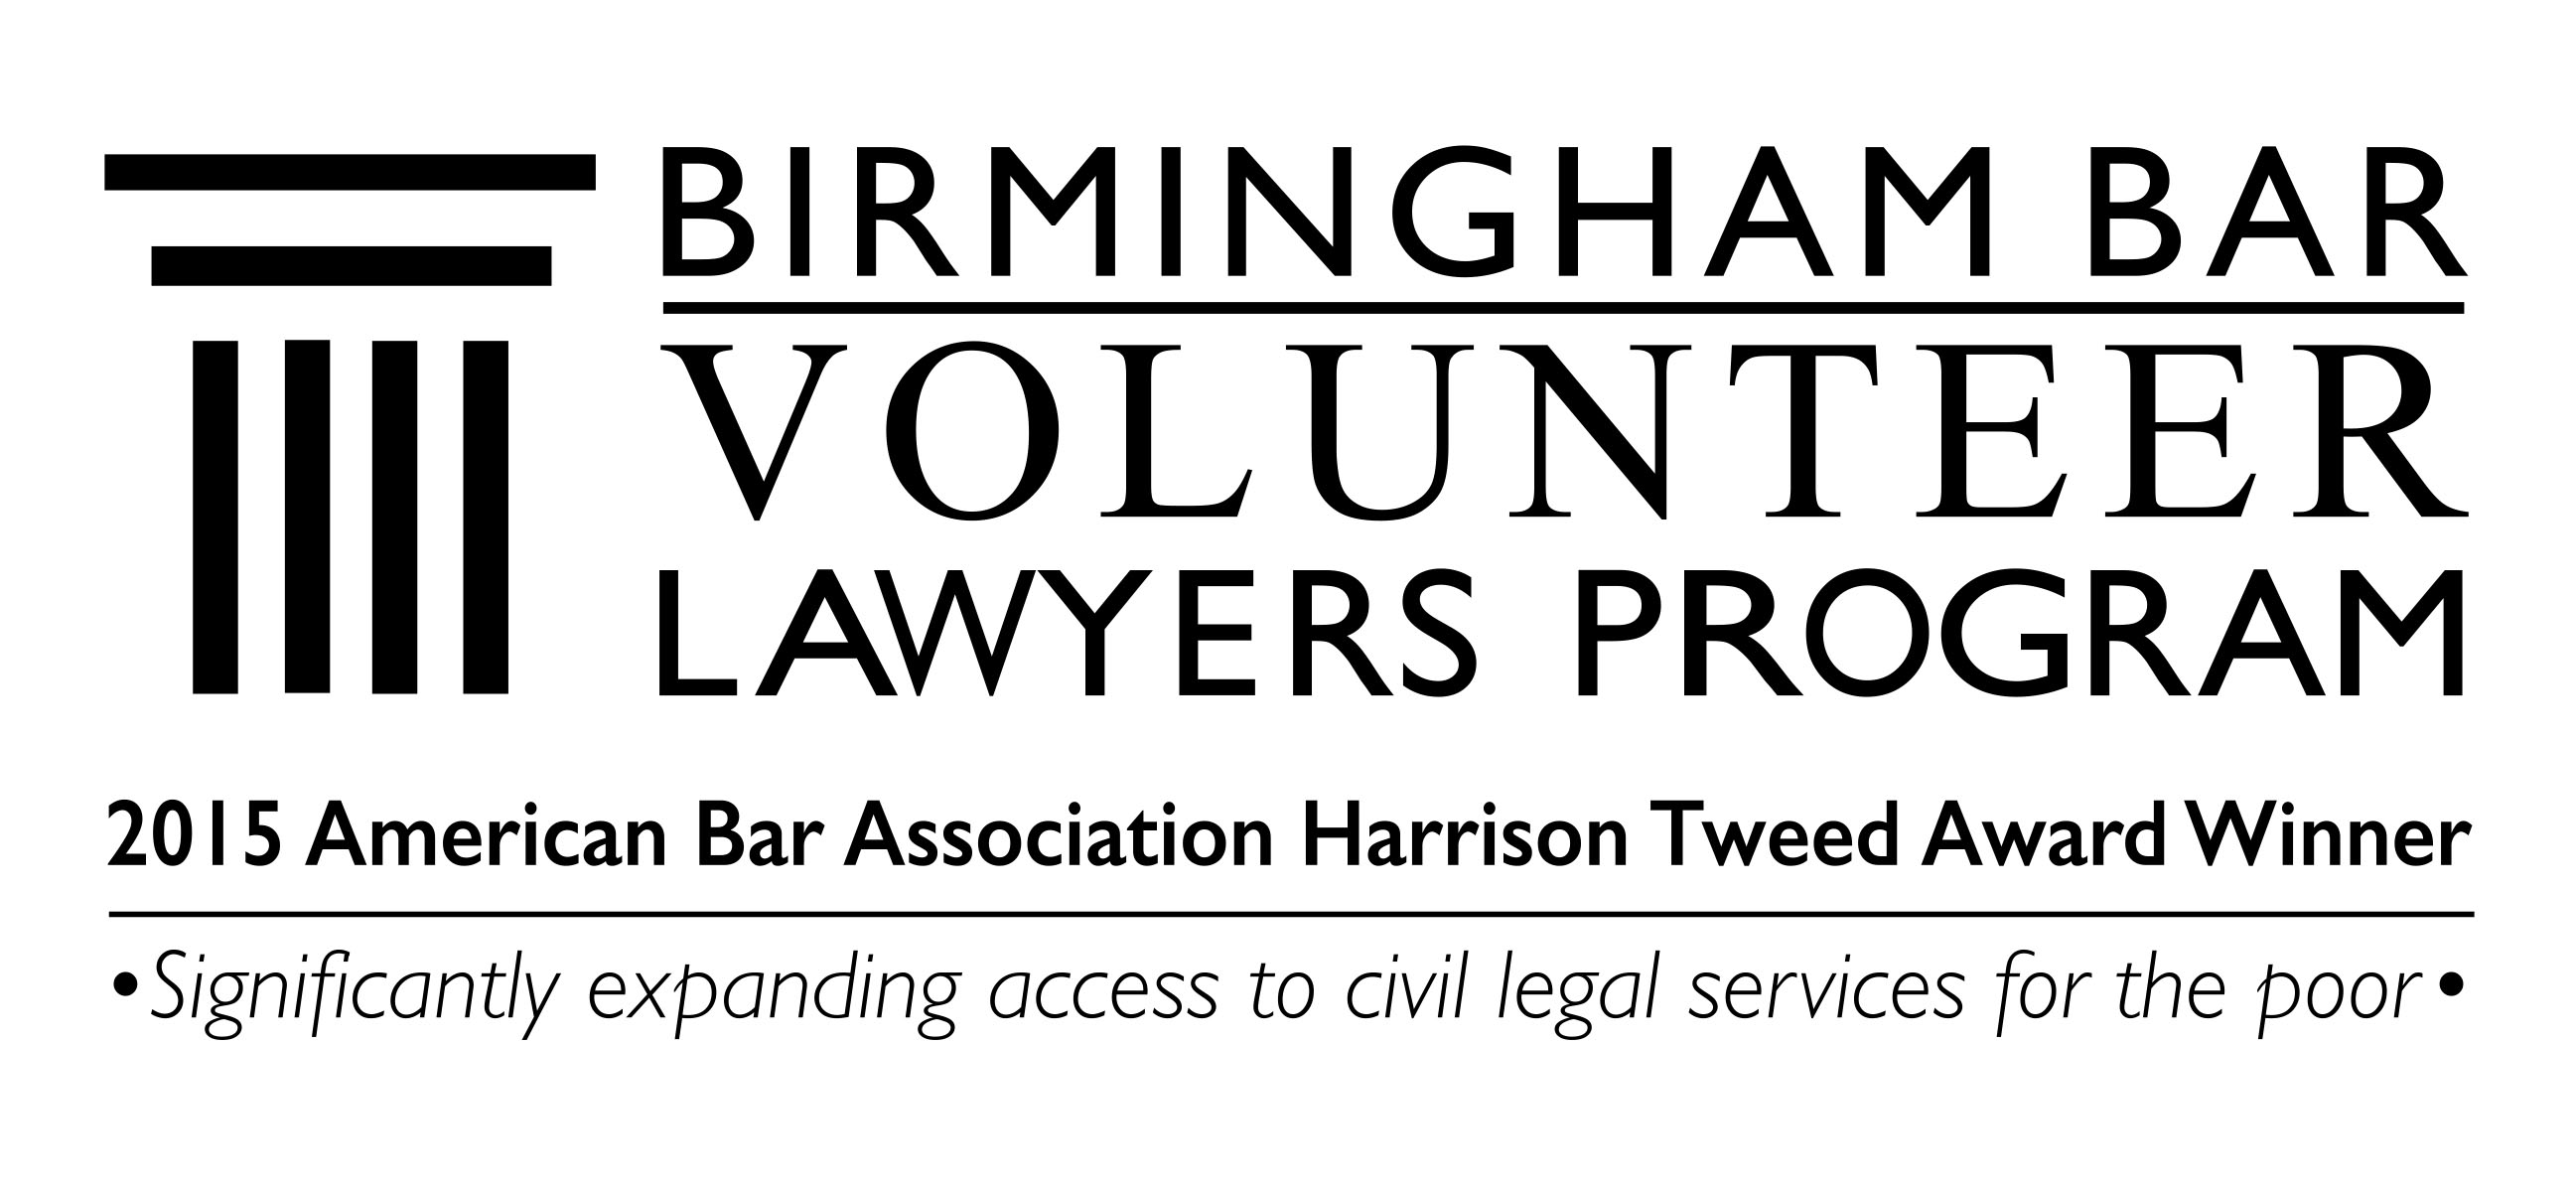 BIRMINGHAM BAR
VOLUNTEER
LAWYERS PROGRAM
2015 American Bar Association Harrison Tweed Award Winner
•Significantly expanding access to civil legal services for the poor•